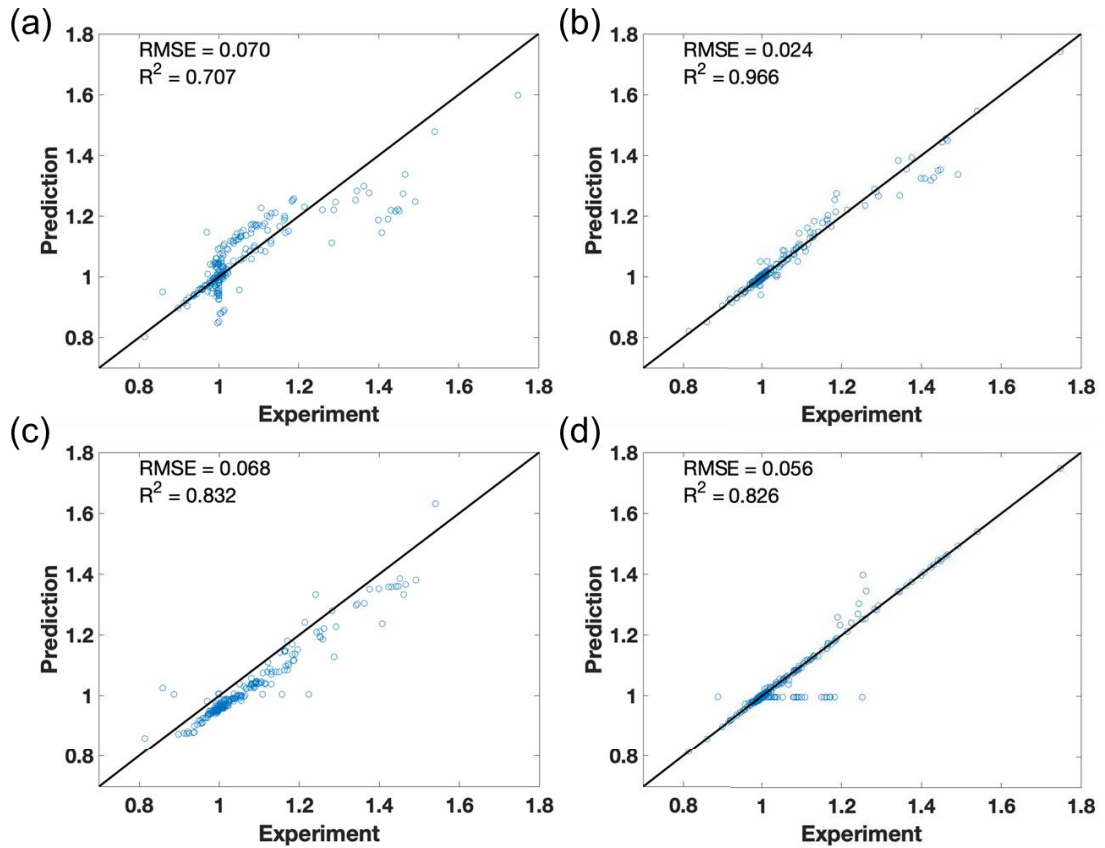 (a)
RMSE = 0.070
R² = 0.707
1.8
1.6
1.4
1.2
1
0.8
Prediction
0.8 1 1.2 1.4 1.6 1.8
Experiment
(b)
RMSE = 0.024
R² = 0.966
1.8
1.6
1.4
1.2
1
0.8
Prediction
0.8 1 1.2 1.4 1.6 1.8
Experiment
(c)
RMSE = 0.068
R² = 0.832
1.8
1.6
1.4
1.2
1
0.8
Prediction
0.8 1 1.2 1.4 1.6 1.8
Experiment
(d)
RMSE = 0.056
R² = 0.826
1.8
1.6
1.4
1.2
1
0.8
Prediction
0.8 1 1.2 1.4 1.6 1.8
Experiment